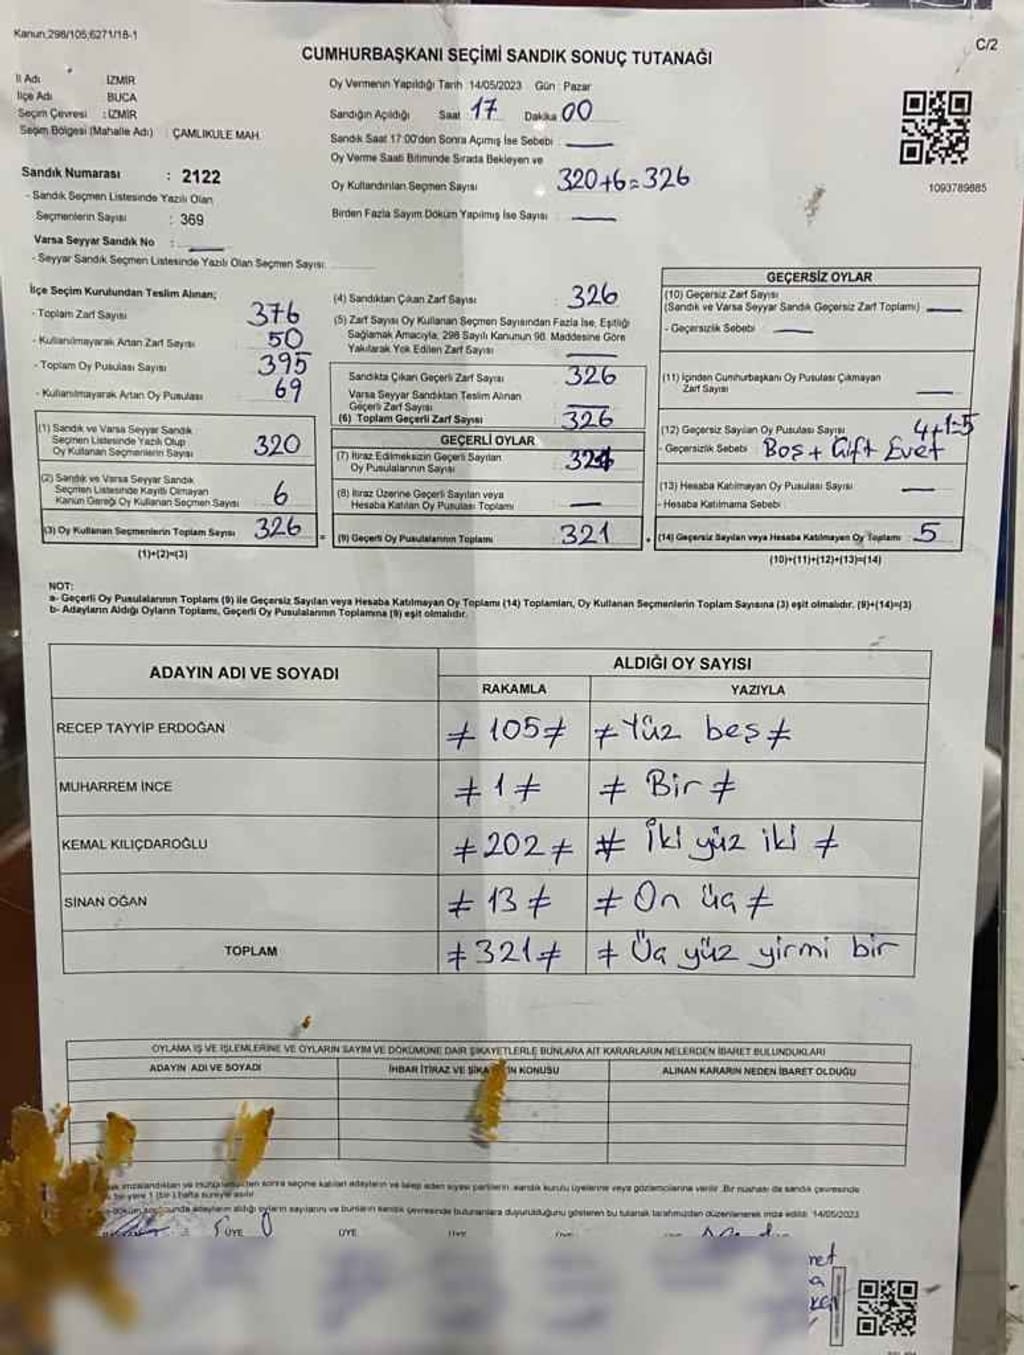 Kanun,298/105;6271/18-1
C/2
CUMHURBAŞKANI SEÇİMİ SANDIK SONUÇ TUTANAĞI
İl Adı İZMİR
İlçe Adı BUCA
Seçim Çevresi : İZMİR
Seçim Bölgesi (Mahalle Adı) ÇAMLIKULE MAH.
Sandık Numarası : 2122
- Sandık Seçmen Listesinde Yazılı Olan
Seçmenlerin Sayısı : 369
Varsa Seyyar Sandık No :
- Seyyar Sandık Seçmen Listesinde Yazılı Olan Seçmen Sayısı:
Oy Vermenin Yapıldığı Tarih 14/05/2023 Gün Pazar
Sandığın Açıldığı Saat 17 Dakika 00
Sandık Saat 17:00'den Sonra Açımış İse Sebebi
Oy Verme Saati Bitiminde Sırada Bekleyen ve
Oy Kullandırılan Seçmen Sayısı 320+6=326
Birden Fazla Sayım Döküm Yapılmış İse Sayısı
1093789885
İlçe Seçim Kurulundan Teslim Alınan;
- Toplam Zarf Sayısı 376
- Kullanılmayarak Artan Zarf Sayısı 50
- Toplam Oy Pusulası Sayısı 395
- Kullanılmayarak Artan Oy Pusulası 69
(1) Sandık ve Varsa Seyyar Sandık
Seçmen Listesinde Yazılı Olup
Oy Kullanan Seçmenlerin Sayısı 320
(2) Sandık ve Varsa Seyyar Sandık
Seçmen Listesinde Kayıtlı Olmayan
Kanun Gereği Oy Kullanan Seçmen Sayısı 6
(3) Oy Kullanan Seçmenlerin Toplam Sayısı 326 =
(1)+(2)=(3)
(4) Sandıktan Çıkan Zarf Sayısı : 326
(5) Zarf Sayısı Oy Kullanan Seçmen Sayısından Fazla İse, Eşitliği
Sağlamak Amacıyla, 298 Sayılı Kanunun 98. Maddesine Göre
Yakılarak Yok Edilen Zarf Sayısı
Sandıkta Çıkan Geçerli Zarf Sayısı 326
Varsa Seyyar Sandıktan Teslim Alınan
Geçerli Zarf Sayısı
(6) Toplam Geçerli Zarf Sayısı 326
GEÇERLİ OYLAR
(7) İtiraz Edilmeksizin Geçerli Sayılan
Oy Pusulalarının Sayısı
(8) İtiraz Üzerine Geçerli Sayılan veya
Hesaba Katılan Oy Pusulası Toplamı
(9) Geçerli Oy Pusulalarının Toplamı 321 +
GEÇERSİZ OYLAR
(10) Geçersiz Zarf Sayısı
(Sandık ve Varsa Seyyar Sandık Geçersiz Zarf Toplamı)
- Geçersizlik Sebebi
(11) İçinden Cumhurbaşkanı Oy Pusulası Çıkmayan
Zarf Sayısı
(12) Geçersiz Sayılan Oy Pusulası Sayısı 4+1=5
- Geçersizlik Sebebi Boş + Çift Evet
(13) Hesaba Katılmayan Oy Pusulası Sayısı
- Hesaba Katılmama Sebebi
(14) Geçersiz Sayılan veya Hesaba Katılmayan Oy Toplamı 5
(10)+(11)+(12)+(13)=(14)
NOT:
a- Geçerli Oy Pusulalarının Toplamı (9) ile Geçersiz Sayılan veya Hesaba Katılmayan Oy Toplamı (14) Toplamları, Oy Kullanan Seçmenlerin Toplam Sayısına (3) eşit olmalıdır. (9)+(14)=(3)
b- Adayların Aldığı Oyların Toplamı, Geçerli Oy Pusulalarının Toplamına (9) eşit olmalıdır.
ADAYIN ADI VE SOYADI ALDIĞI OY SAYISI
RAKAMLA YAZIYLA
RECEP TAYYİP ERDOĞAN ≠ 105 ≠ ≠ Yüz beş ≠
MUHARREM İNCE ≠ 1 ≠ ≠ Bir ≠
KEMAL KILIÇDAROĞLU ≠ 202 ≠ ≠ İki yüz iki ≠
SİNAN OĞAN ≠ 13 ≠ ≠ On üç ≠
TOPLAM ≠ 321 ≠ ≠ Üç yüz yirmi bir
OYLAMA İŞ VE İŞLEMLERİNE VE OYLARIN SAYIM VE DÖKÜMÜNE DAİR ŞİKAYETLERLE BUNLARA AİT KARARLARIN NELERDEN İBARET BULUNDUKLARI
ADAYIN ADI VE SOYADI İHBAR İTİRAZ VE KONUSU ALINAN KARARIN NEDEN İBARET OLDUĞU
sonra seçime katılan adayların ve talep eden siyasi partilerin sandık kurulu üyelerine veya gözlemcilerine verilir. Bir nüshası da sandık çevresinde
1 (bir) hafta süreyle asılır
adayların aldığı oyların sayılarını ve bunların sandık çevresinde bulunanlara duyurulduğunu gösteren bu tutanak tarafımızdan düzenlenerek imza edildi. 14/05/2023
ÜYE ÜYE